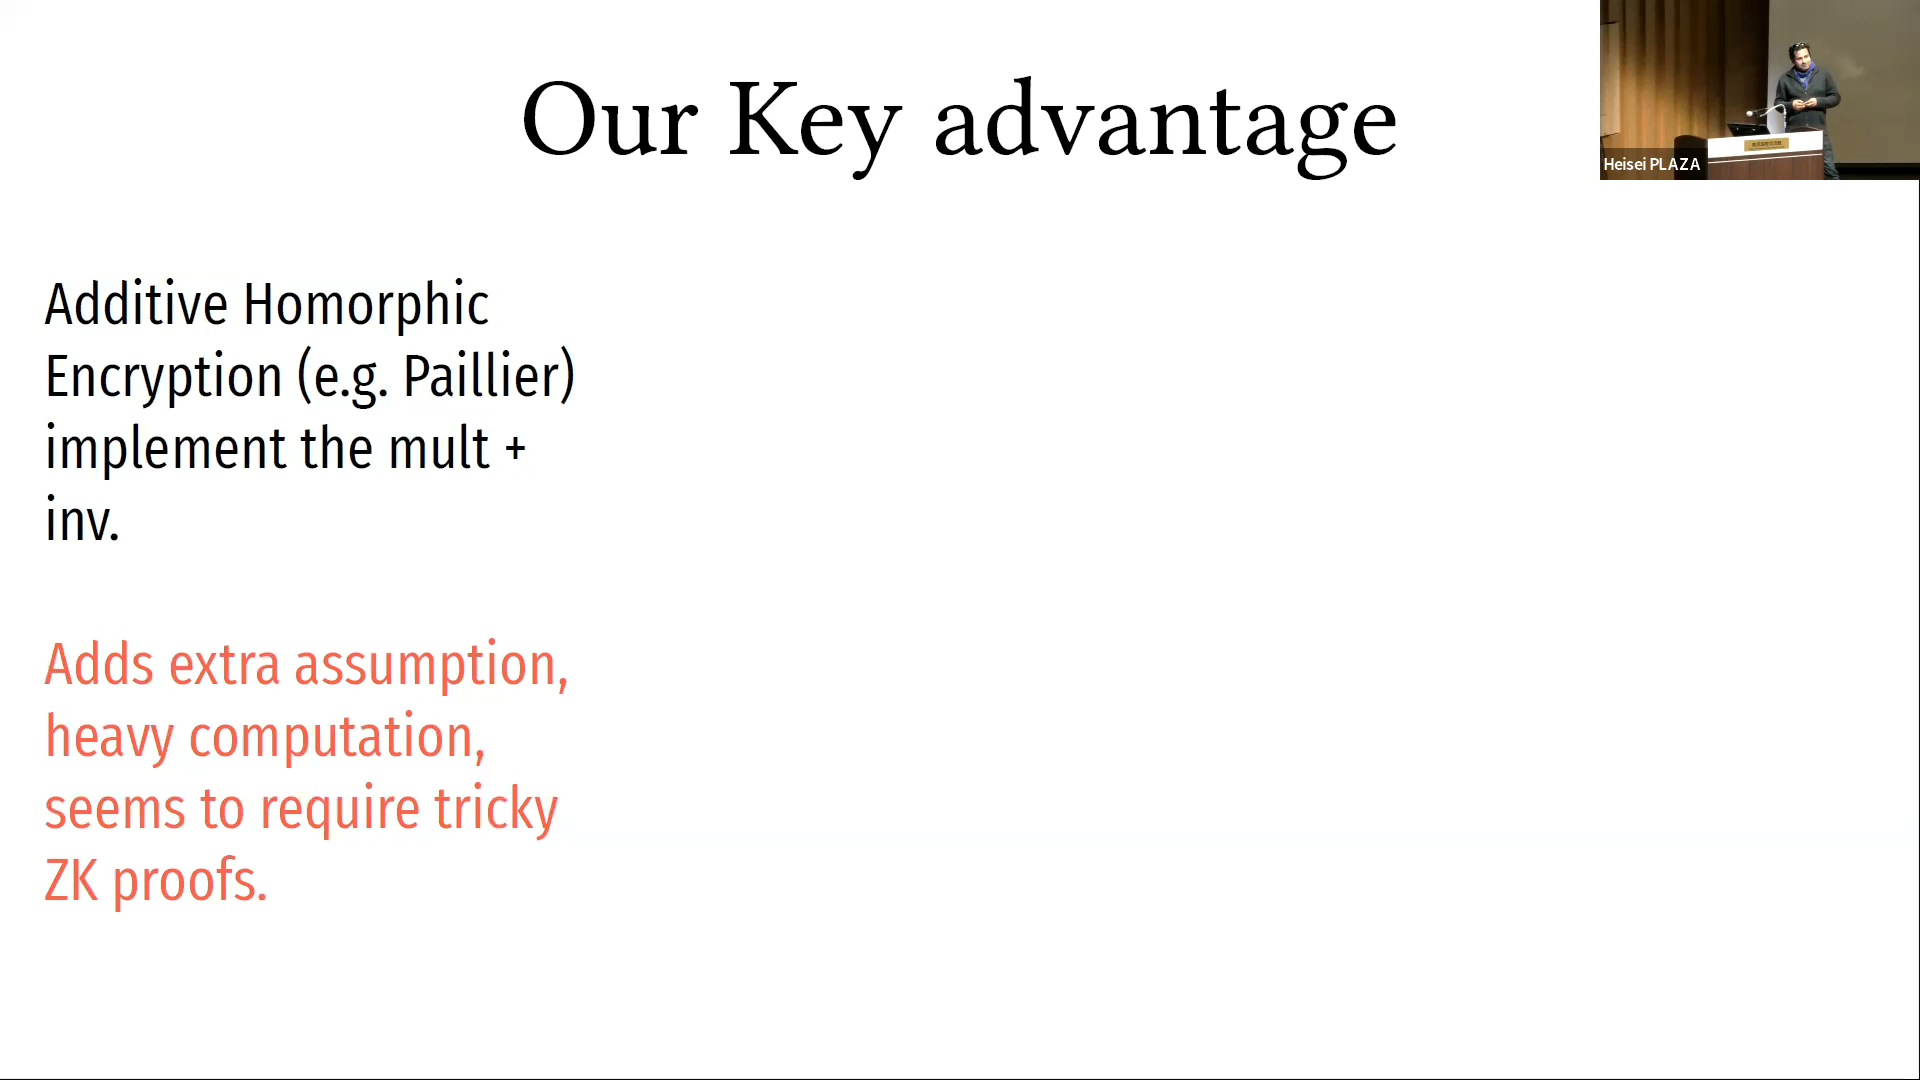 Our Key advantage
Heisei PLAZA
Additive Homorphic
Encryption (e.g. Paillier)
implement the mult +
inv.
Adds extra assumption,
heavy computation,
seems to require tricky
ZK proofs.